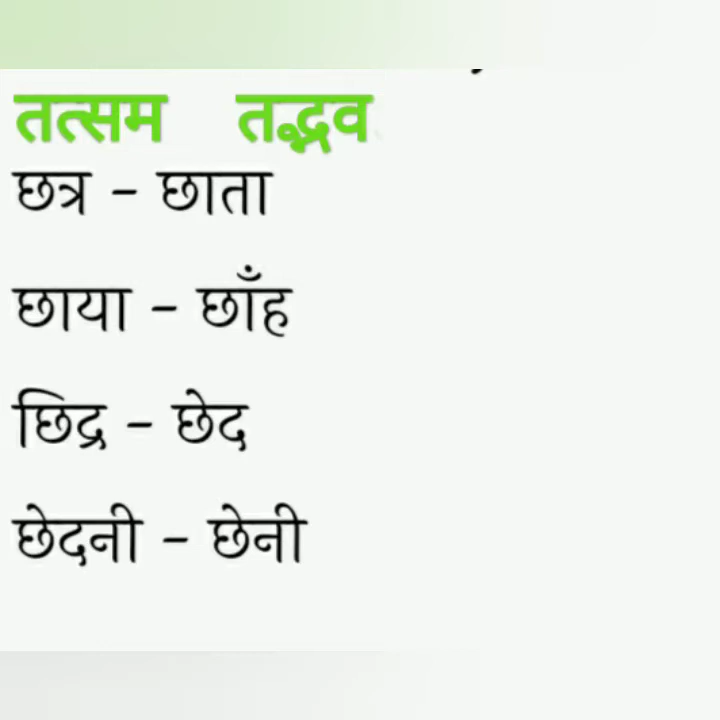 तत्सम तद्भव
छत्र - छाता
छाया - छाँह
छिद्र - छेद
छेदनी - छेनी